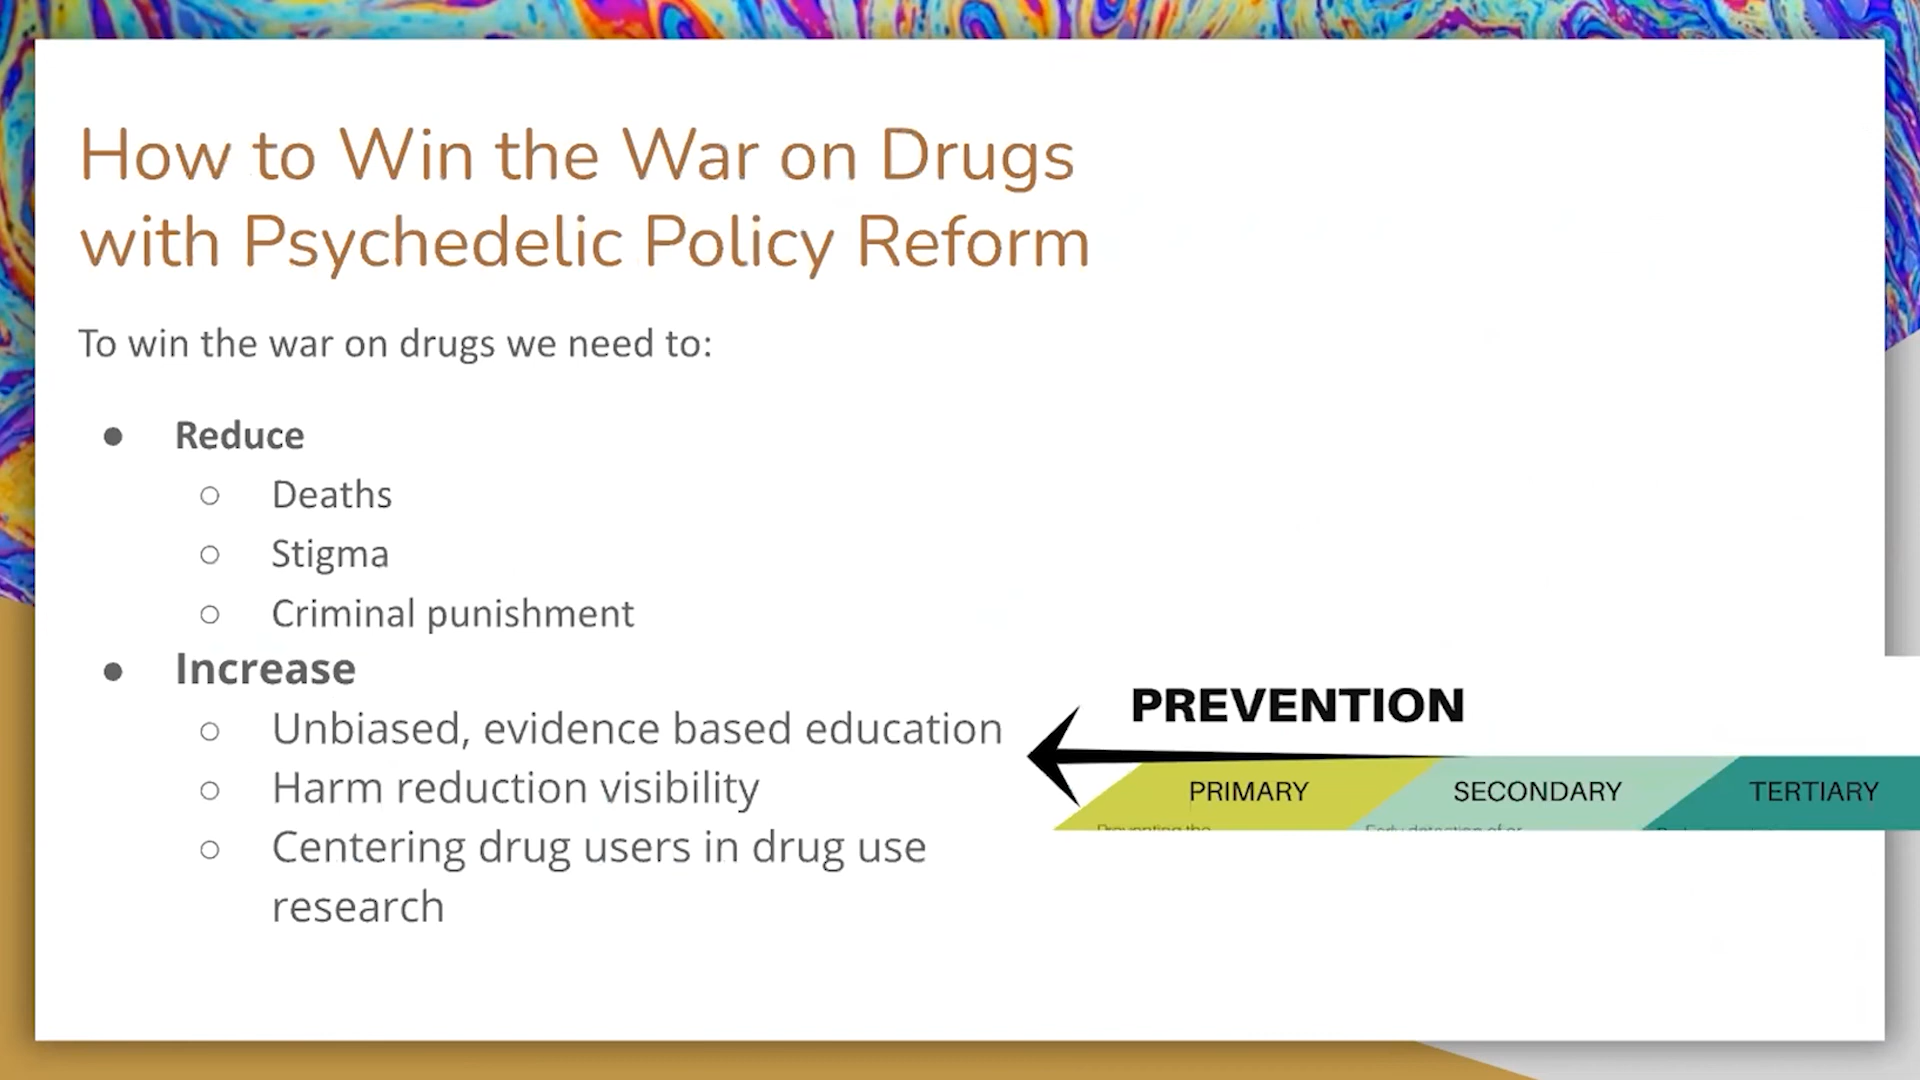 How to Win the War on Drugs
with Psychedelic Policy Reform
To win the war on drugs we need to:
● Reduce
○ Deaths
○ Stigma
○ Criminal punishment
● Increase
○ Unbiased, evidence based education
○ Harm reduction visibility
○ Centering drug users in drug use
research
PREVENTION
PRIMARY SECONDARY TERTIARY